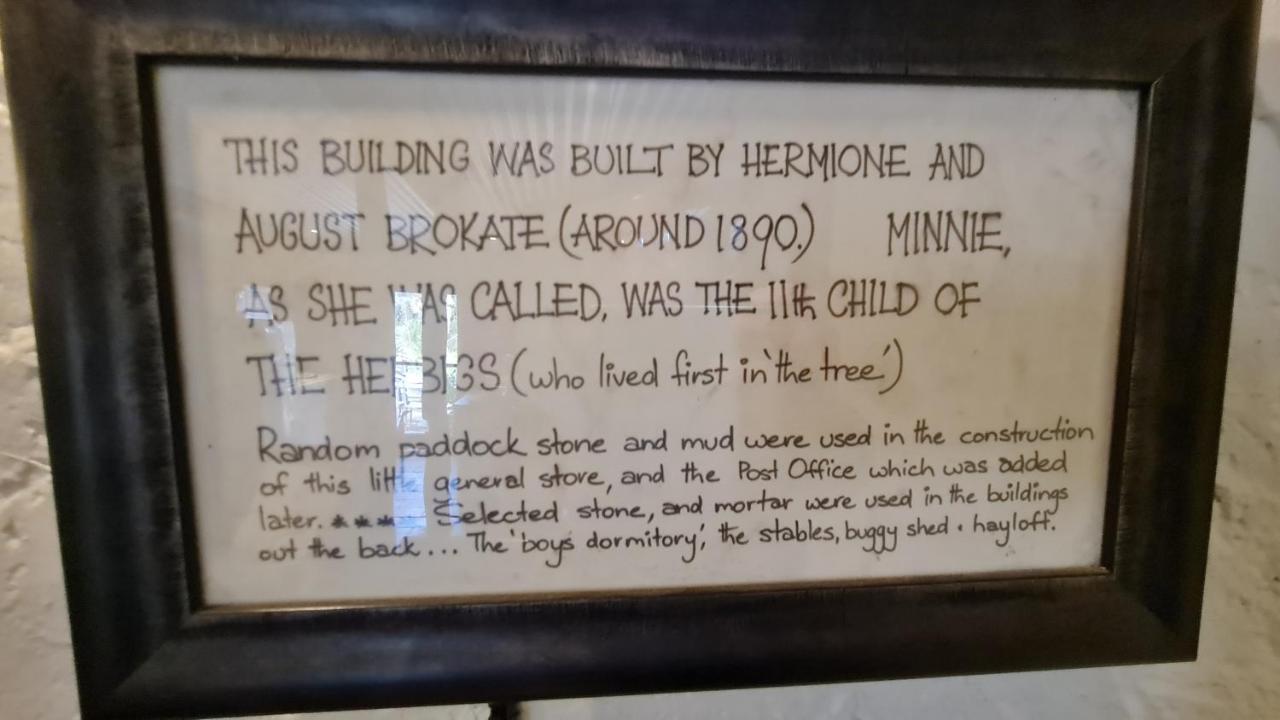 THIS BUILDING WAS BUILT BY HERMIONE AND
AUGUST BROKATE (AROUND 1890.) MINNIE,
AS SHE WAS CALLED, WAS THE 11th CHILD OF
THE HERBIGS (who lived first in 'the tree')
Random paddock stone and mud were used in the construction
of this little general store, and the Post Office which was added
later. * * * Selected stone, and mortar were used in the buildings
out the back... The 'boys dormitory', the stables, buggy shed • hayloff.